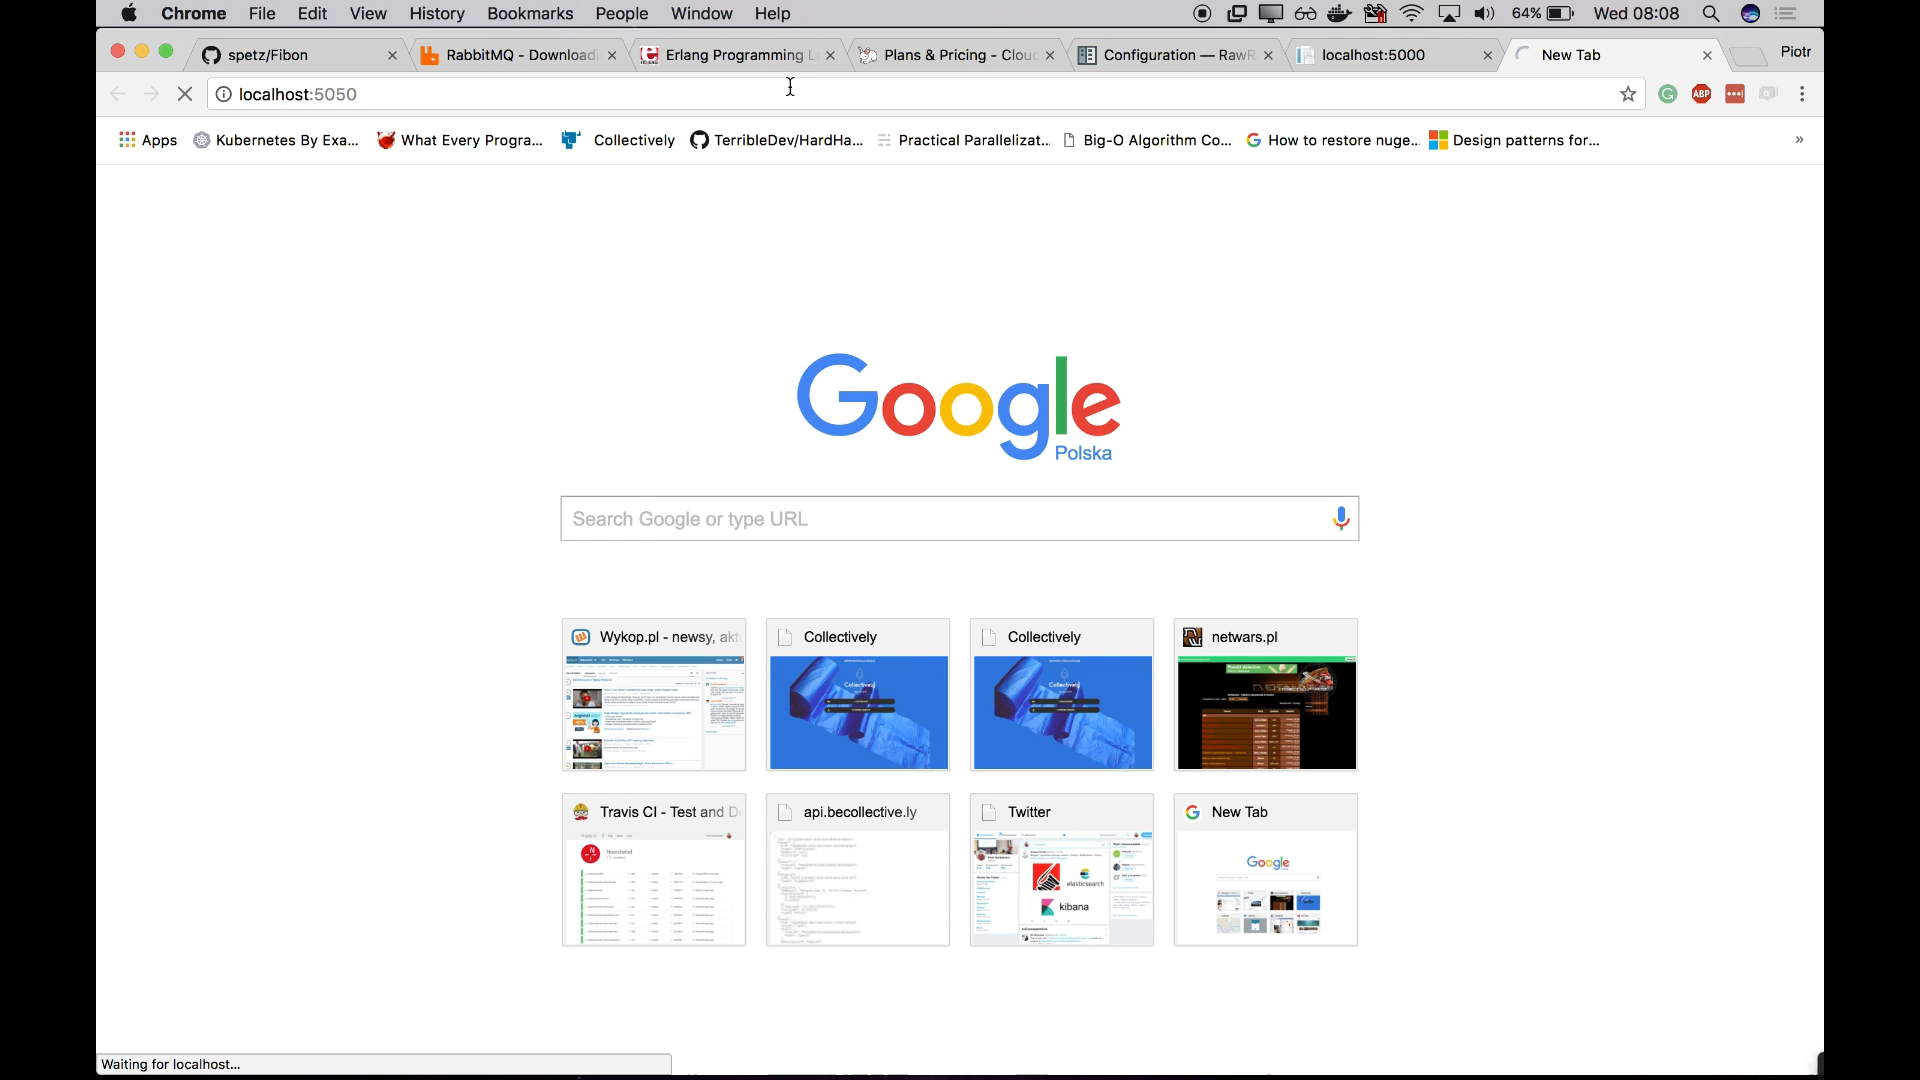 Chrome File Edit View History Bookmarks People Window Help 64% Wed 08:08
spetz/Fibon RabbitMQ - Downloadi Erlang Programming L Plans & Pricing - Clou Configuration — RawR localhost:5000 New Tab Piotr
localhost:5050 ABP
Apps Kubernetes By Exa... What Every Progra... Collectively TerribleDev/HardHa... Practical Parallelizat... Big-O Algorithm Co... How to restore nuge... Design patterns for... »
Google
Polska
Search Google or type URL
Wykop.pl - newsy, akt Collectively Collectively netwars.pl
Collectively Collectively
Travis CI - Test and D api.becollective.ly Twitter New Tab
Google
elasticsearch
kibana
Waiting for localhost...